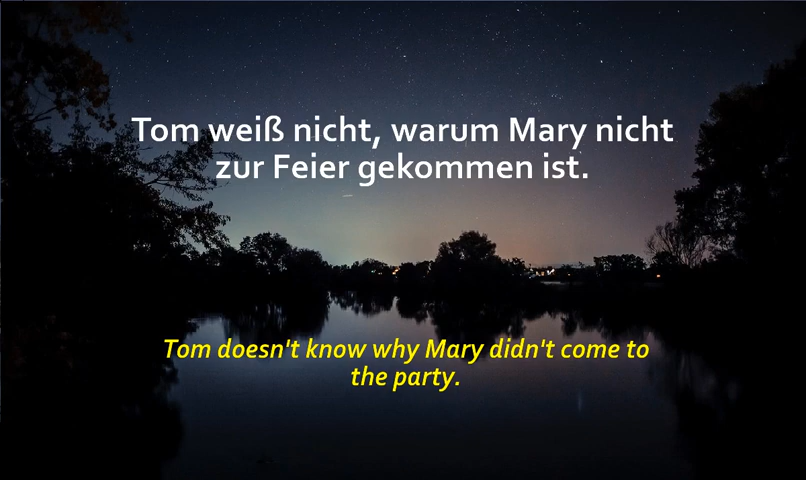 Tom weiß nicht, warum Mary nicht
zur Feier gekommen ist.
Tom doesn't know why Mary didn't come to
the party.